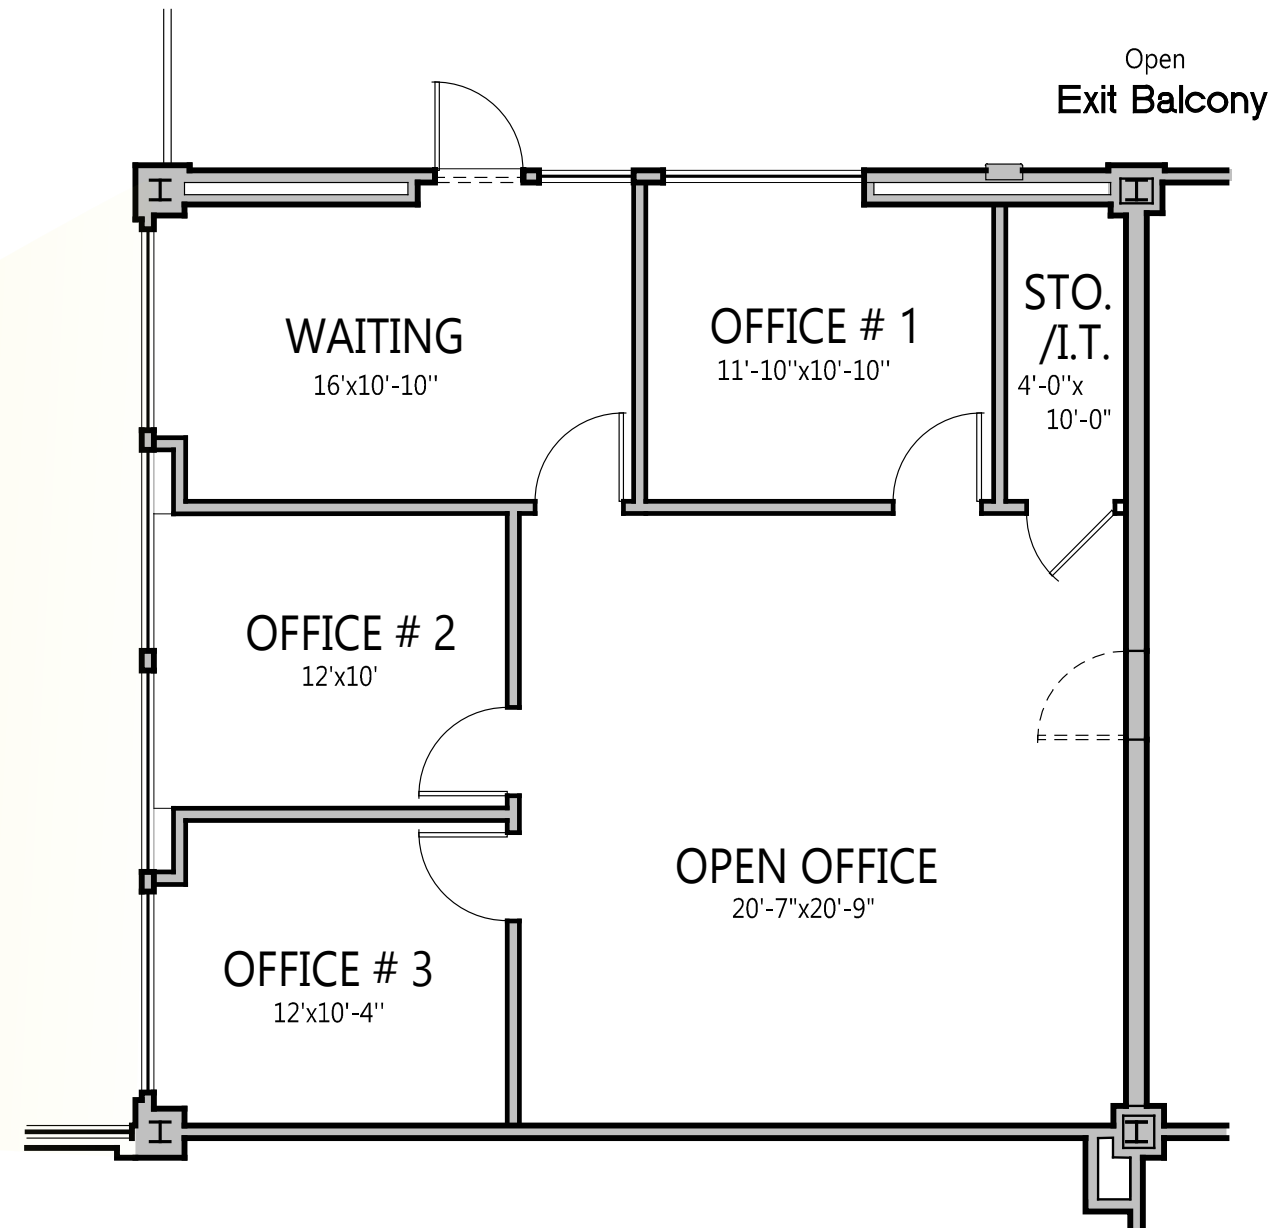 Open
Exit Balcony
WAITING
16'x10'-10"
OFFICE # 1
11'-10"x10'-10"
STO.
/I.T.
4'-0"x
10'-0"
OFFICE # 2
12'x10'
OPEN OFFICE
20'-7"x20'-9"
OFFICE # 3
12'x10'-4"